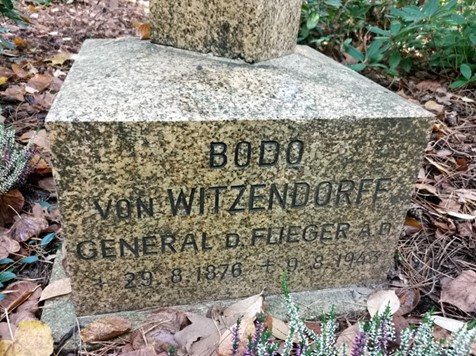 BODO
VON WITZENDORFF
GENERAL D. FLIEGER A.D.
+ 29.8.1876 + 9.8.1943